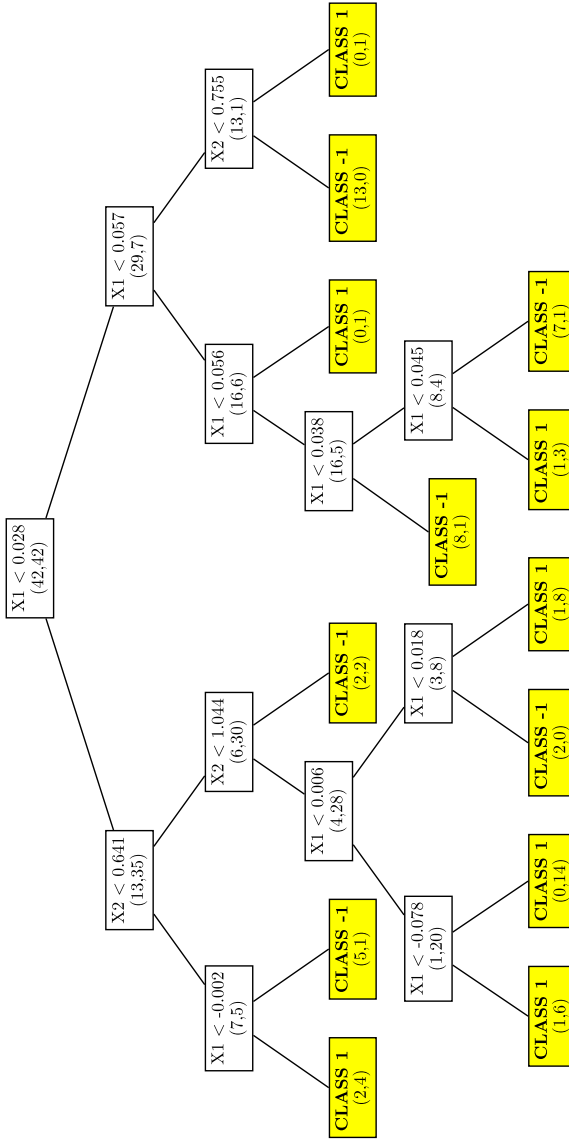 X1 < 0.028
(42,42)
X2 < 0.641
(13,35)
X1 < 0.057
(29,7)
X1 < -0.002
(7,5)
X2 < 1.044
(6,30)
X1 < 0.056
(16,6)
X2 < 0.755
(13,1)
CLASS 1
(2,4)
CLASS -1
(5,1)
X1 < 0.006
(4,28)
CLASS -1
(2,2)
X1 < 0.038
(16,5)
CLASS 1
(0,1)
CLASS -1
(13,0)
CLASS 1
(0,1)
X1 < -0.078
(1,20)
X1 < 0.018
(3,8)
CLASS -1
(8,1)
X1 < 0.045
(8,4)
CLASS 1
(1,6)
CLASS 1
(0,14)
CLASS -1
(2,0)
CLASS 1
(1,8)
CLASS 1
(1,3)
CLASS -1
(7,1)